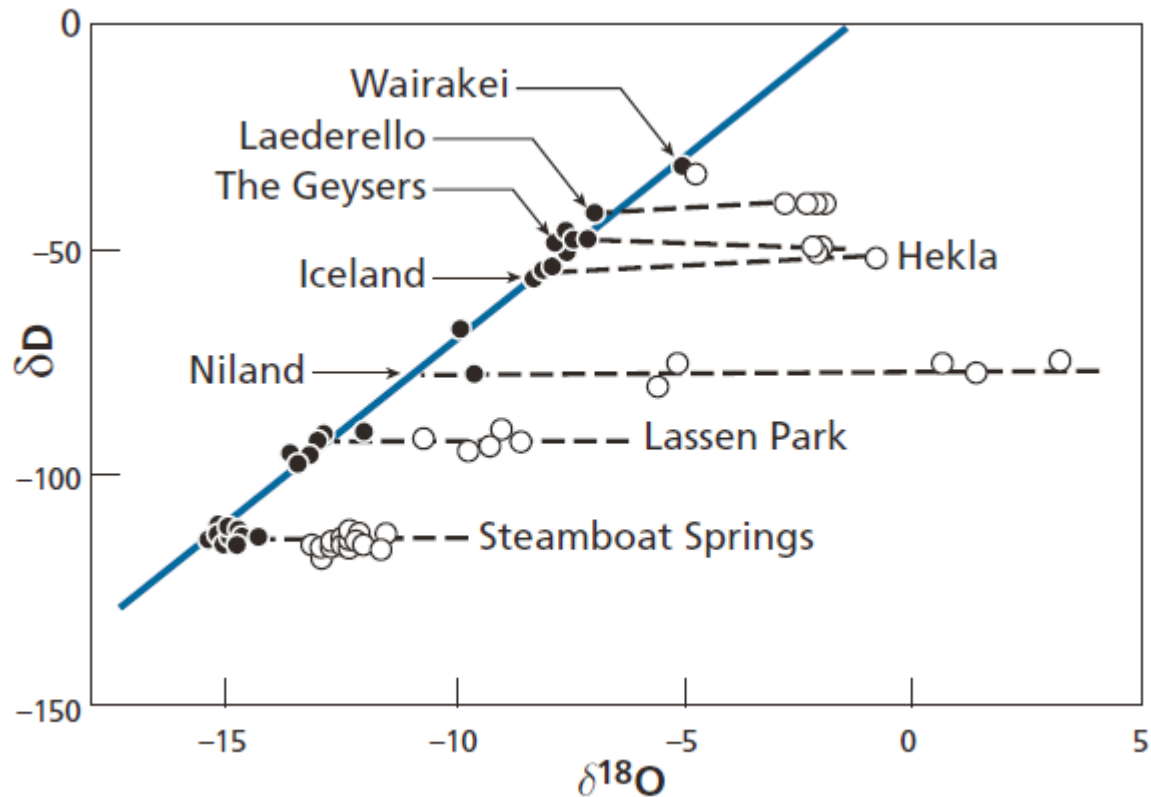 0
Wairakei
Laederello
The Geysers
Hekla
−50
Iceland
δD
Niland
Lassen Park
−100
Steamboat Springs
−150
−15
−10
−5
0
5
δ¹⁸O